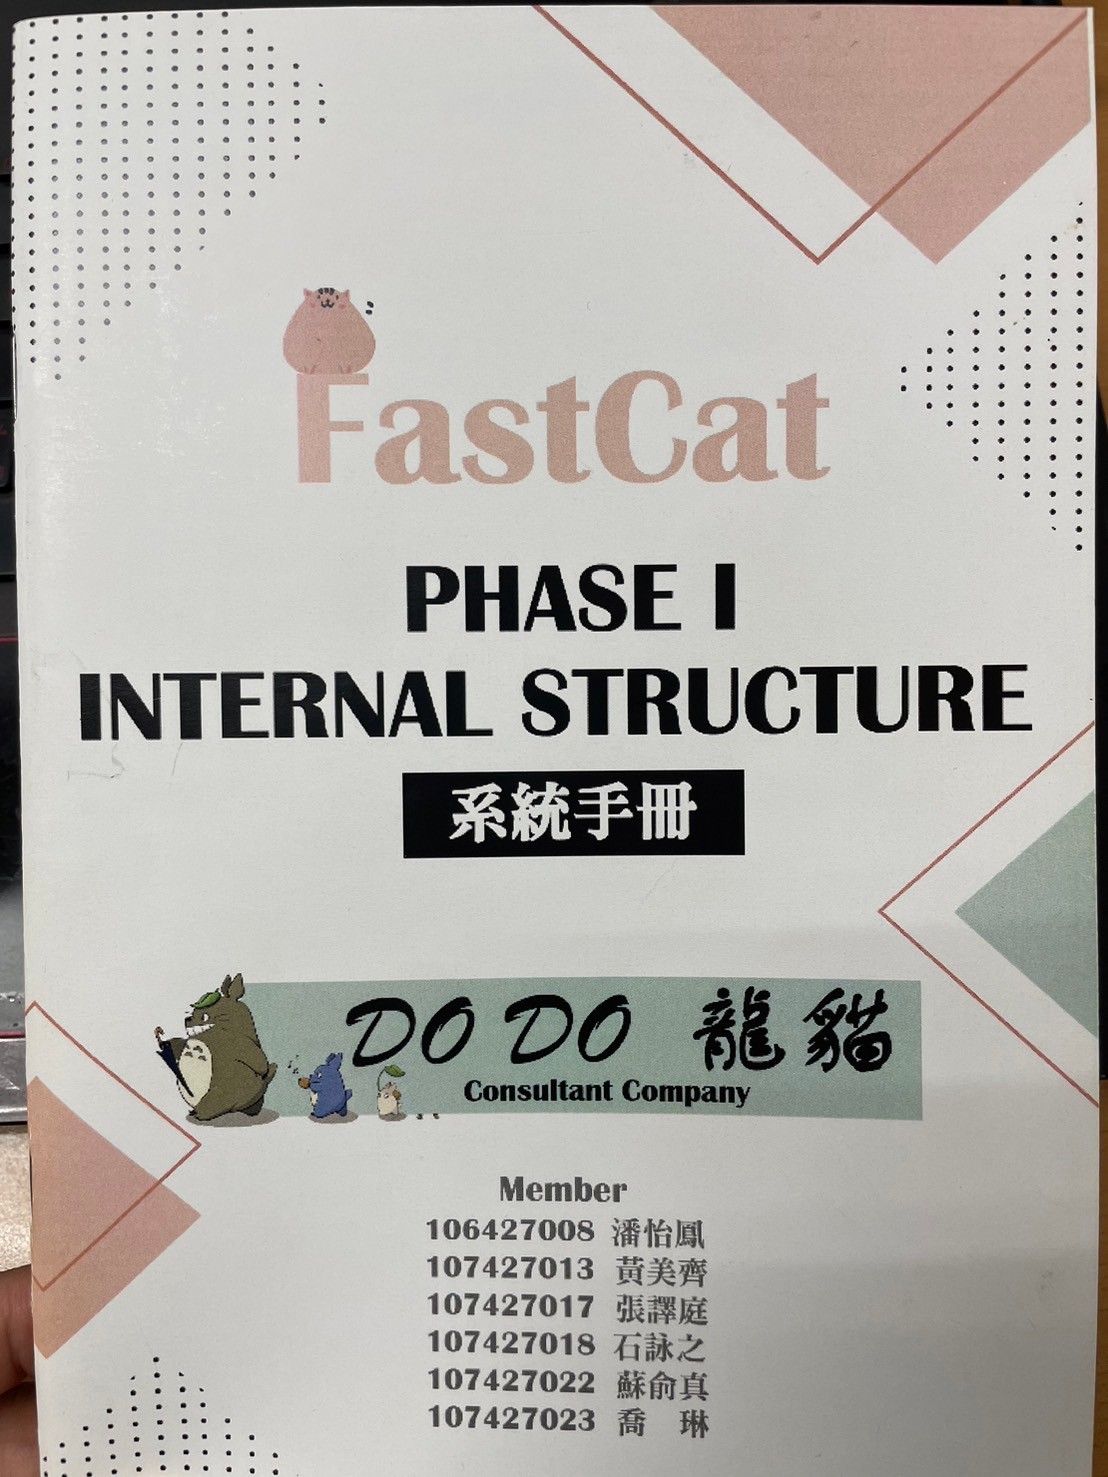 FastCat
PHASE I
INTERNAL STRUCTURE
系統手冊
DO DO 龍貓
Consultant Company
Member
106427008 潘怡鳳
107427013 黃美齊
107427017 張譯庭
107427018 石詠之
107427022 蘇俞真
107427023 喬 琳